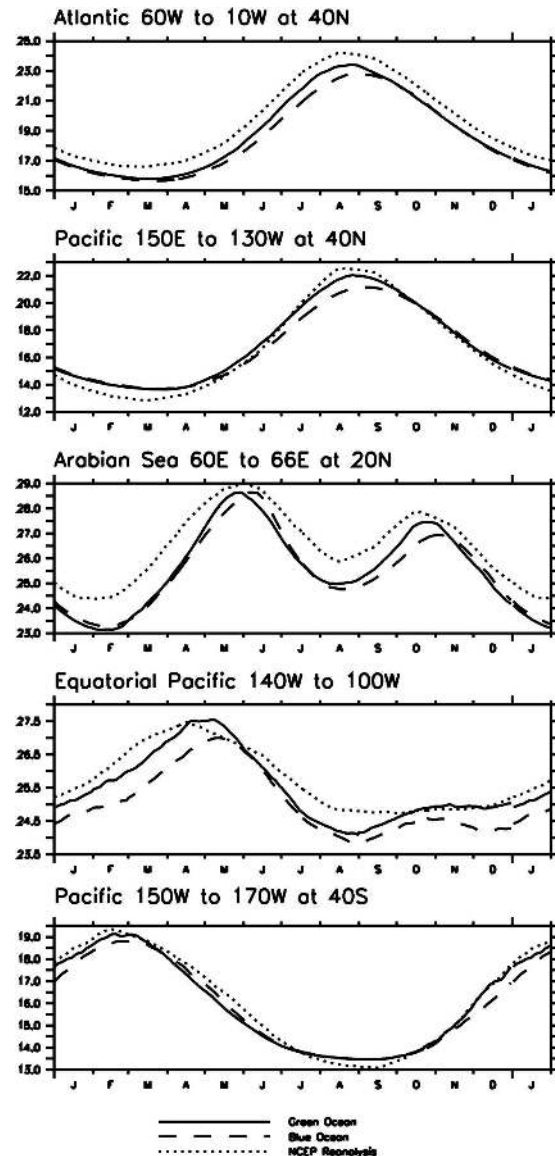 Atlantic 60W to 10W at 40N
25.0
23.0
21.0
19.0
17.0
15.0
J F M A M J J A S O N D J
Pacific 150E to 130W at 40N
22.0
20.0
18.0
16.0
14.0
12.0
J F M A M J J A S O N D J
Arabian Sea 60E to 66E at 20N
29.0
28.0
27.0
26.0
25.0
24.0
23.0
J F M A M J J A S O N D J
Equatorial Pacific 140W to 100W
27.5
26.5
25.5
24.5
23.5
J F M A M J J A S O N D J
Pacific 150W to 170W at 40S
19.0
18.0
17.0
16.0
15.0
14.0
13.0
J F M A M J J A S O N D J
Green Ocean
Blue Ocean
NCEP Reanalysis